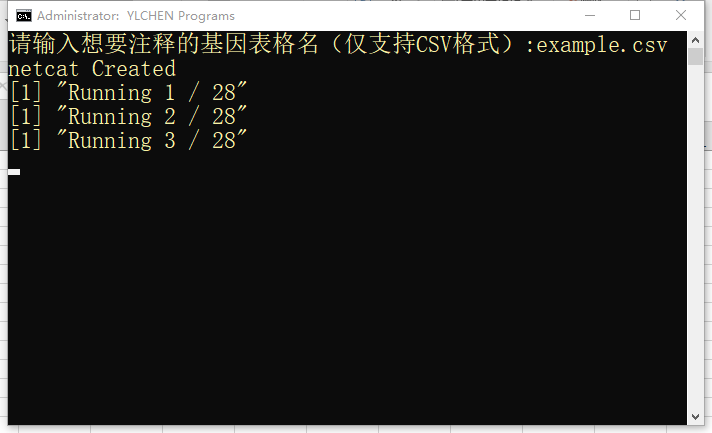 Administrator: YLCHEN Programs
请输入想要注释的基因表格名（仅支持CSV格式）:example.csv
netcat Created
[1] "Running 1 / 28"
[1] "Running 2 / 28"
[1] "Running 3 / 28"